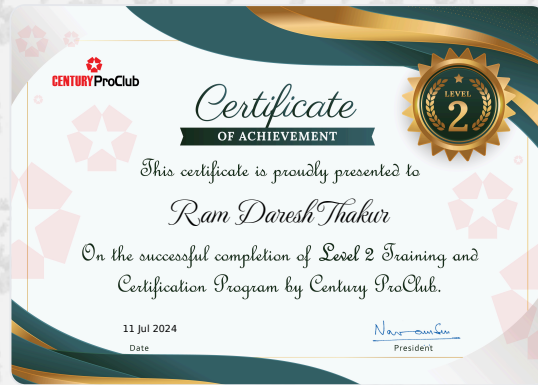 CENTURY ProClub
Certificate
OF ACHIEVEMENT
LEVEL
2
This certificate is proudly presented to
Ram Daresh Thakur
On the successful completion of Level 2 Training and
Certification Program by Century ProClub.
11 Jul 2024
Date
President